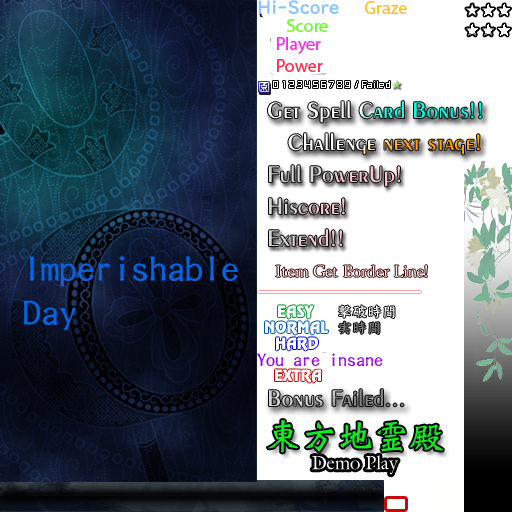 Hi-Score Graze
Score
Player
Power
0123456789/Failed
Get Spell Card Bonus!!
Challenge next stage!
Full PowerUp!
Hiscore!
Extend!!
Item Get Border Line!
Imperishable
Day
EASY 撃破時間
NORMAL 実時間
HARD
You are insane
EXTRA
Bonus Failed...
東方地霊殿
Demo Play